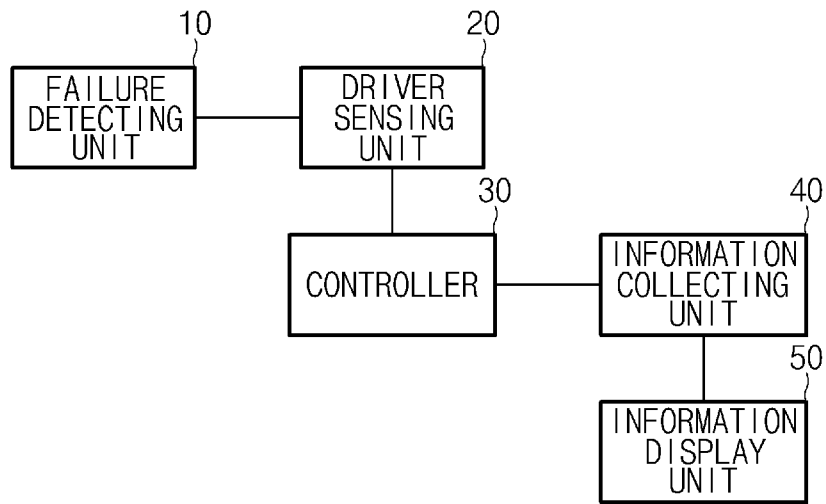 10
FAILURE
DETECTING
UNIT
20
DRIVER
SENSING
UNIT
30
CONTROLLER
40
INFORMATION
COLLECTING
UNIT
50
INFORMATION
DISPLAY
UNIT